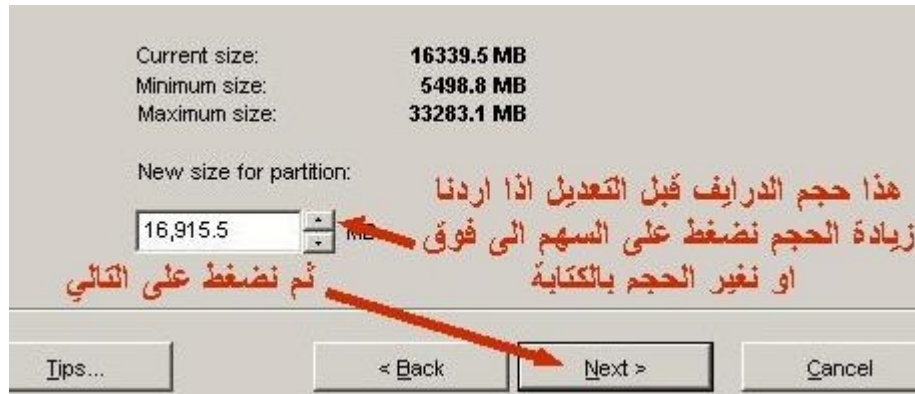 Current size: 16339.5 MB
Minimum size: 5498.8 MB
Maximum size: 33283.1 MB
New size for partition:
هذا حجم الدرايف قبل التعديل اذا اردنا
16,915.5 MB
زيادة الحجم نضغط على السهم الى فوق
او نغير الحجم بالكتابة
ثم نضغط على التالي
Tips...
< Back
Next >
Cancel